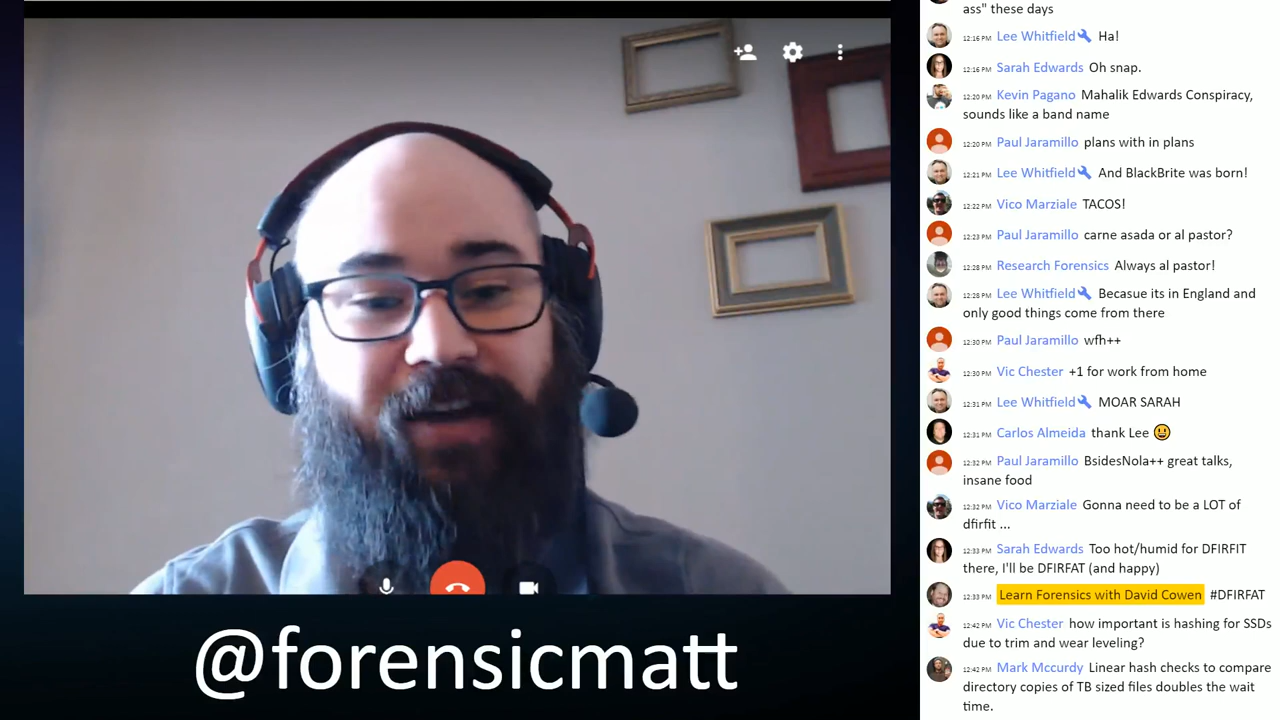 @forensicmatt
ass" these days
12:16 PM Lee Whitfield Ha!
12:16 PM Sarah Edwards Oh snap.
12:20 PM Kevin Pagano Mahalik Edwards Conspiracy,
sounds like a band name
12:20 PM Paul Jaramillo plans with in plans
12:21 PM Lee Whitfield And BlackBrite was born!
12:22 PM Vico Marziale TACOS!
12:23 PM Paul Jaramillo carne asada or al pastor?
12:28 PM Research Forensics Always al pastor!
12:28 PM Lee Whitfield Becasue its in England and
only good things come from there
12:30 PM Paul Jaramillo wfh++
12:30 PM Vic Chester +1 for work from home
12:31 PM Lee Whitfield MOAR SARAH
12:31 PM Carlos Almeida thank Lee 😃
12:32 PM Paul Jaramillo BsidesNola++ great talks,
insane food
12:32 PM Vico Marziale Gonna need to be a LOT of
dfirfit ...
12:33 PM Sarah Edwards Too hot/humid for DFIRFIT
there, I'll be DFIRFAT (and happy)
12:33 PM Learn Forensics with David Cowen #DFIRFAT
12:42 PM Vic Chester how important is hashing for SSDs
due to trim and wear leveling?
12:42 PM Mark Mccurdy Linear hash checks to compare
directory copies of TB sized files doubles the wait
time.